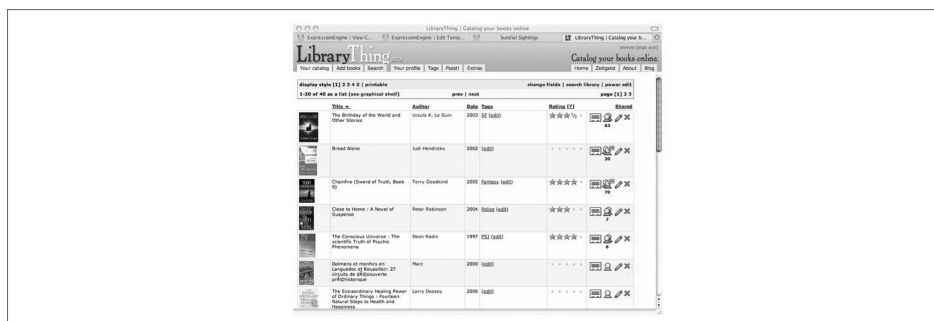 LibraryThing | Catalog your books online
ExpressionEngine | View C... ExpressionEngine | Edit Temp... Sundial Sightings LibraryThing | Catalog your b...
LibraryThing
(sign out)
Catalog your books online.
Your catalog Add books Search Your profile Tags Pssst! Extras Home Zeitgeist About Blog
display style [1] 2 3 4 5 | printable change fields | search library | power edit
1-20 of 40 as a list (see graphical shelf) prev | next page [1] 2 3
Title Author Date Tags Rating [?] Shared
The Birthday of the World and Ursula K. Le Guin 2003 SF (edit)
Other Stories
63
Bread Alone Judi Hendricks 2002 (edit)
20
Chainfire (Sword of Truth, Book Terry Goodkind 2005 Fantasy (edit)
9)
70
Close to Home : A Novel of Peter Robinson 2004 Police (edit)
Suspense
7
The Conscious Universe : The Dean Radin 1997 PSI (edit)
scientific Truth of Psychic
Phenomena
6
Dolmens et menhirs en Marc 2000 (edit)
Languedoc et Roussillon: 27
circuits de dÃ©couverte
prÃ©historique
The Extraordinary Healing Power Larry Dossey 2006 (edit)
of Ordinary Things : Fourteen
Natural Steps to Health and
Happiness